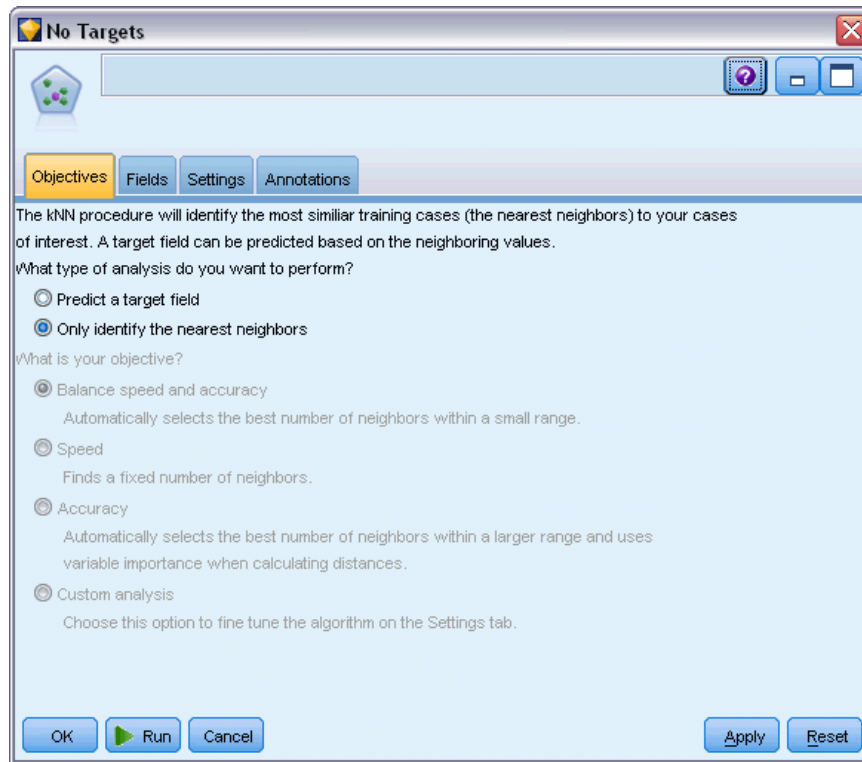 No Targets
Objectives Fields Settings Annotations
The kNN procedure will identify the most similiar training cases (the nearest neighbors) to your cases
of interest. A target field can be predicted based on the neighboring values.
What type of analysis do you want to perform?
Predict a target field
Only identify the nearest neighbors
What is your objective?
Balance speed and accuracy
Automatically selects the best number of neighbors within a small range.
Speed
Finds a fixed number of neighbors.
Accuracy
Automatically selects the best number of neighbors within a larger range and uses
variable importance when calculating distances.
Custom analysis
Choose this option to fine tune the algorithm on the Settings tab.
OK Run Cancel Apply Reset